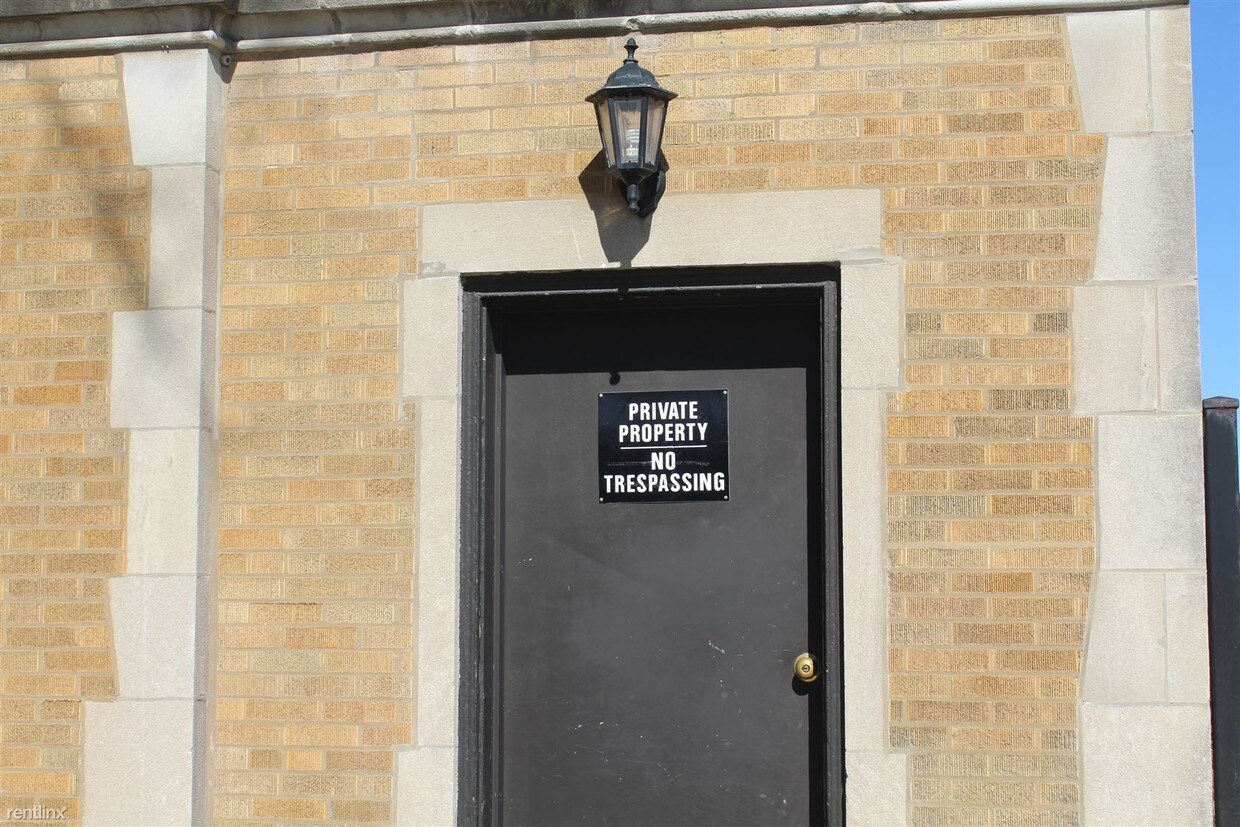 PRIVATE
PROPERTY
NO
TRESPASSING
rentlinx